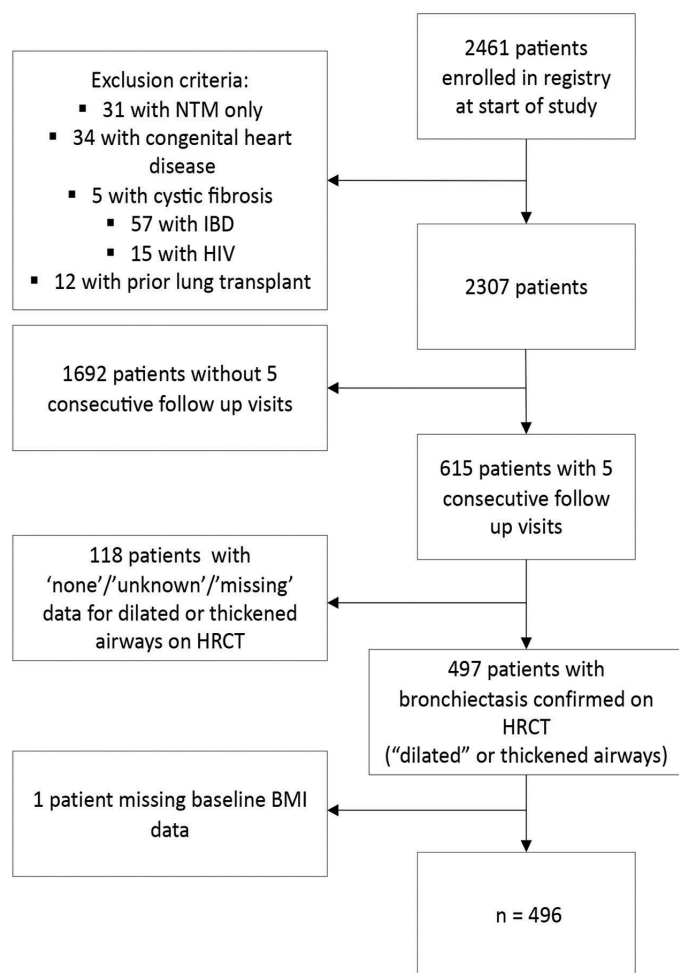 2461 patients
enrolled in registry
at start of study
Exclusion criteria:
▪ 31 with NTM only
▪ 34 with congenital heart
disease
▪ 5 with cystic fibrosis
▪ 57 with IBD
▪ 15 with HIV
▪ 12 with prior lung transplant
2307 patients
1692 patients without 5
consecutive follow up visits
615 patients with 5
consecutive follow
up visits
118 patients with
‘none’/’unknown’/’missing’
data for dilated or thickened
airways on HRCT
497 patients with
bronchiectasis confirmed on
HRCT
(“dilated” or thickened airways)
1 patient missing baseline BMI
data
n = 496